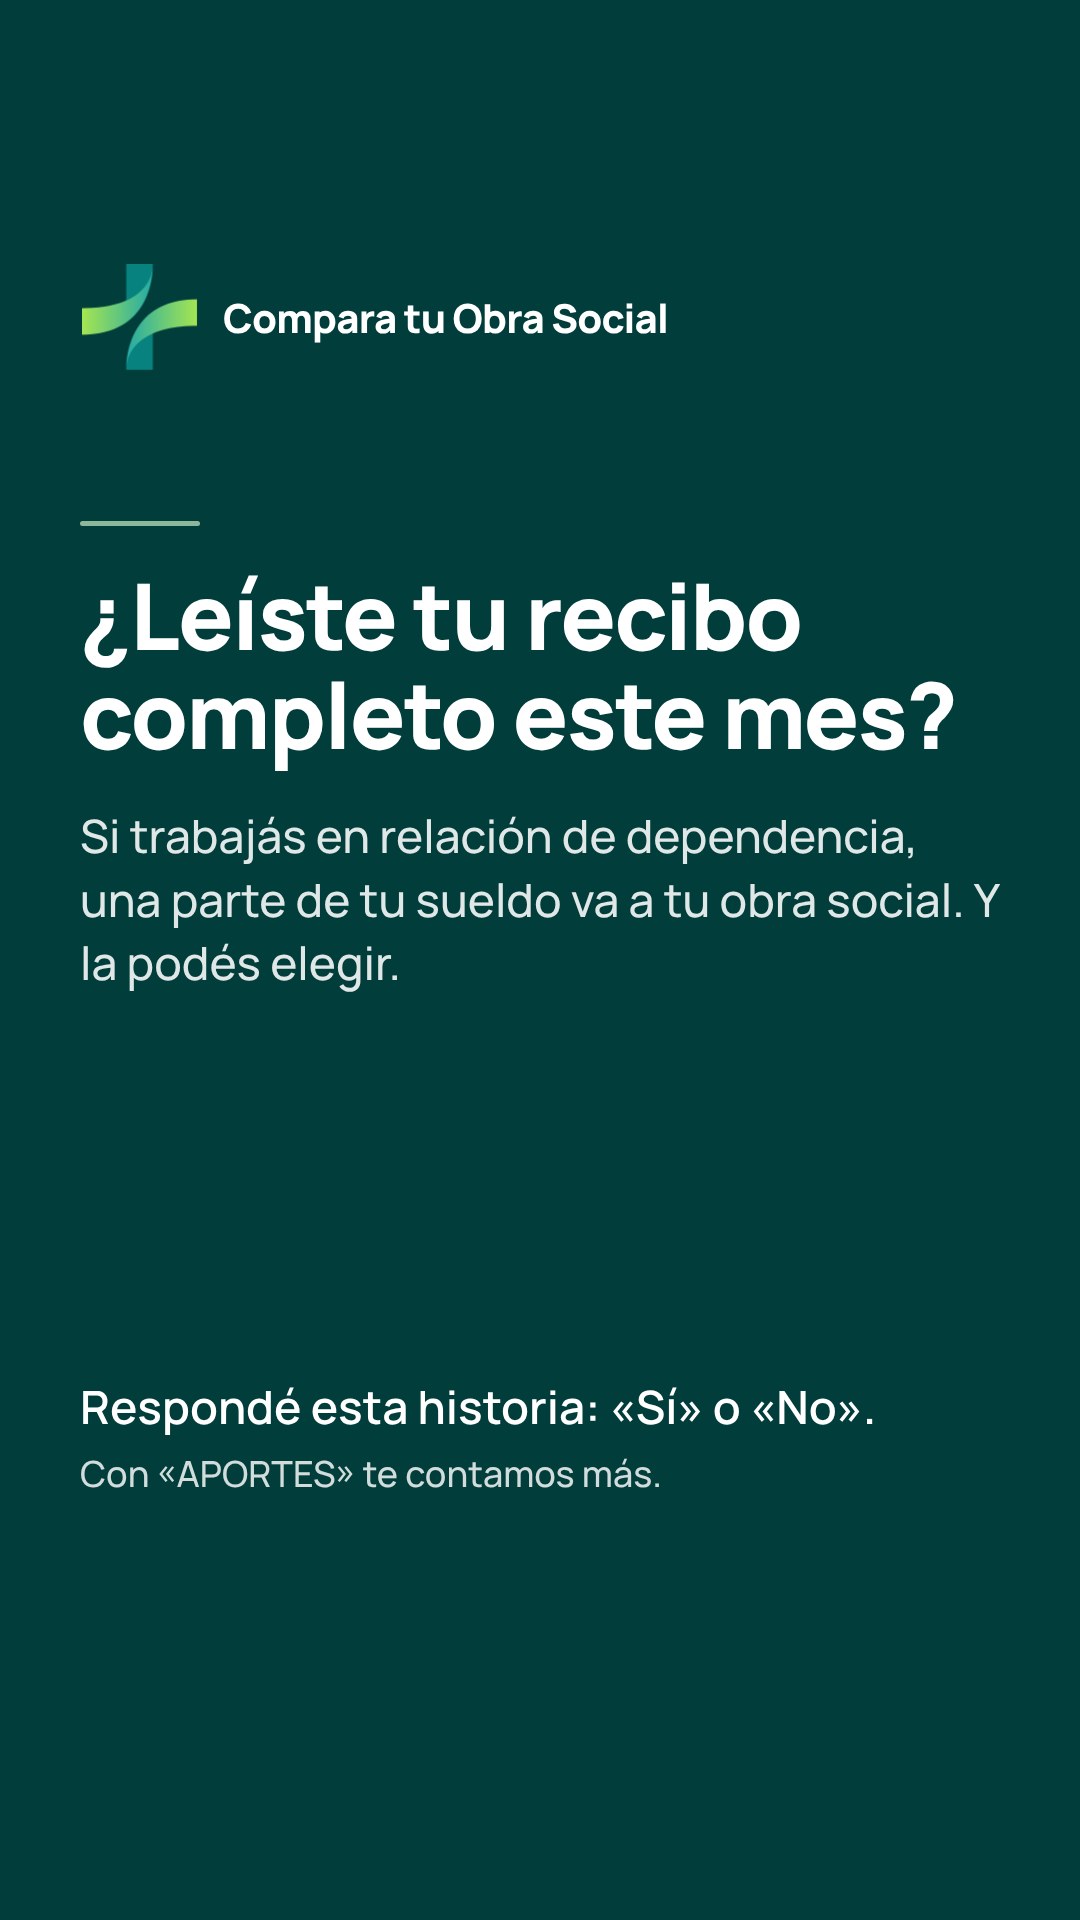 Compara tu Obra Social
¿Leíste tu recibo
completo este mes?
Si trabajás en relación de dependencia,
una parte de tu sueldo va a tu obra social. Y
la podés elegir.
Respondé esta historia: «Sí» o «No».
Con «APORTES» te contamos más.